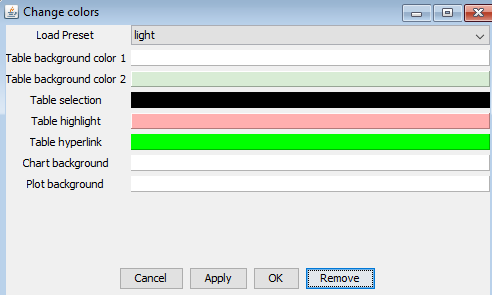 Change colors
Load Preset light
Table background color 1
Table background color 2
Table selection
Table highlight
Table hyperlink
Chart background
Plot background
Cancel Apply OK Remove